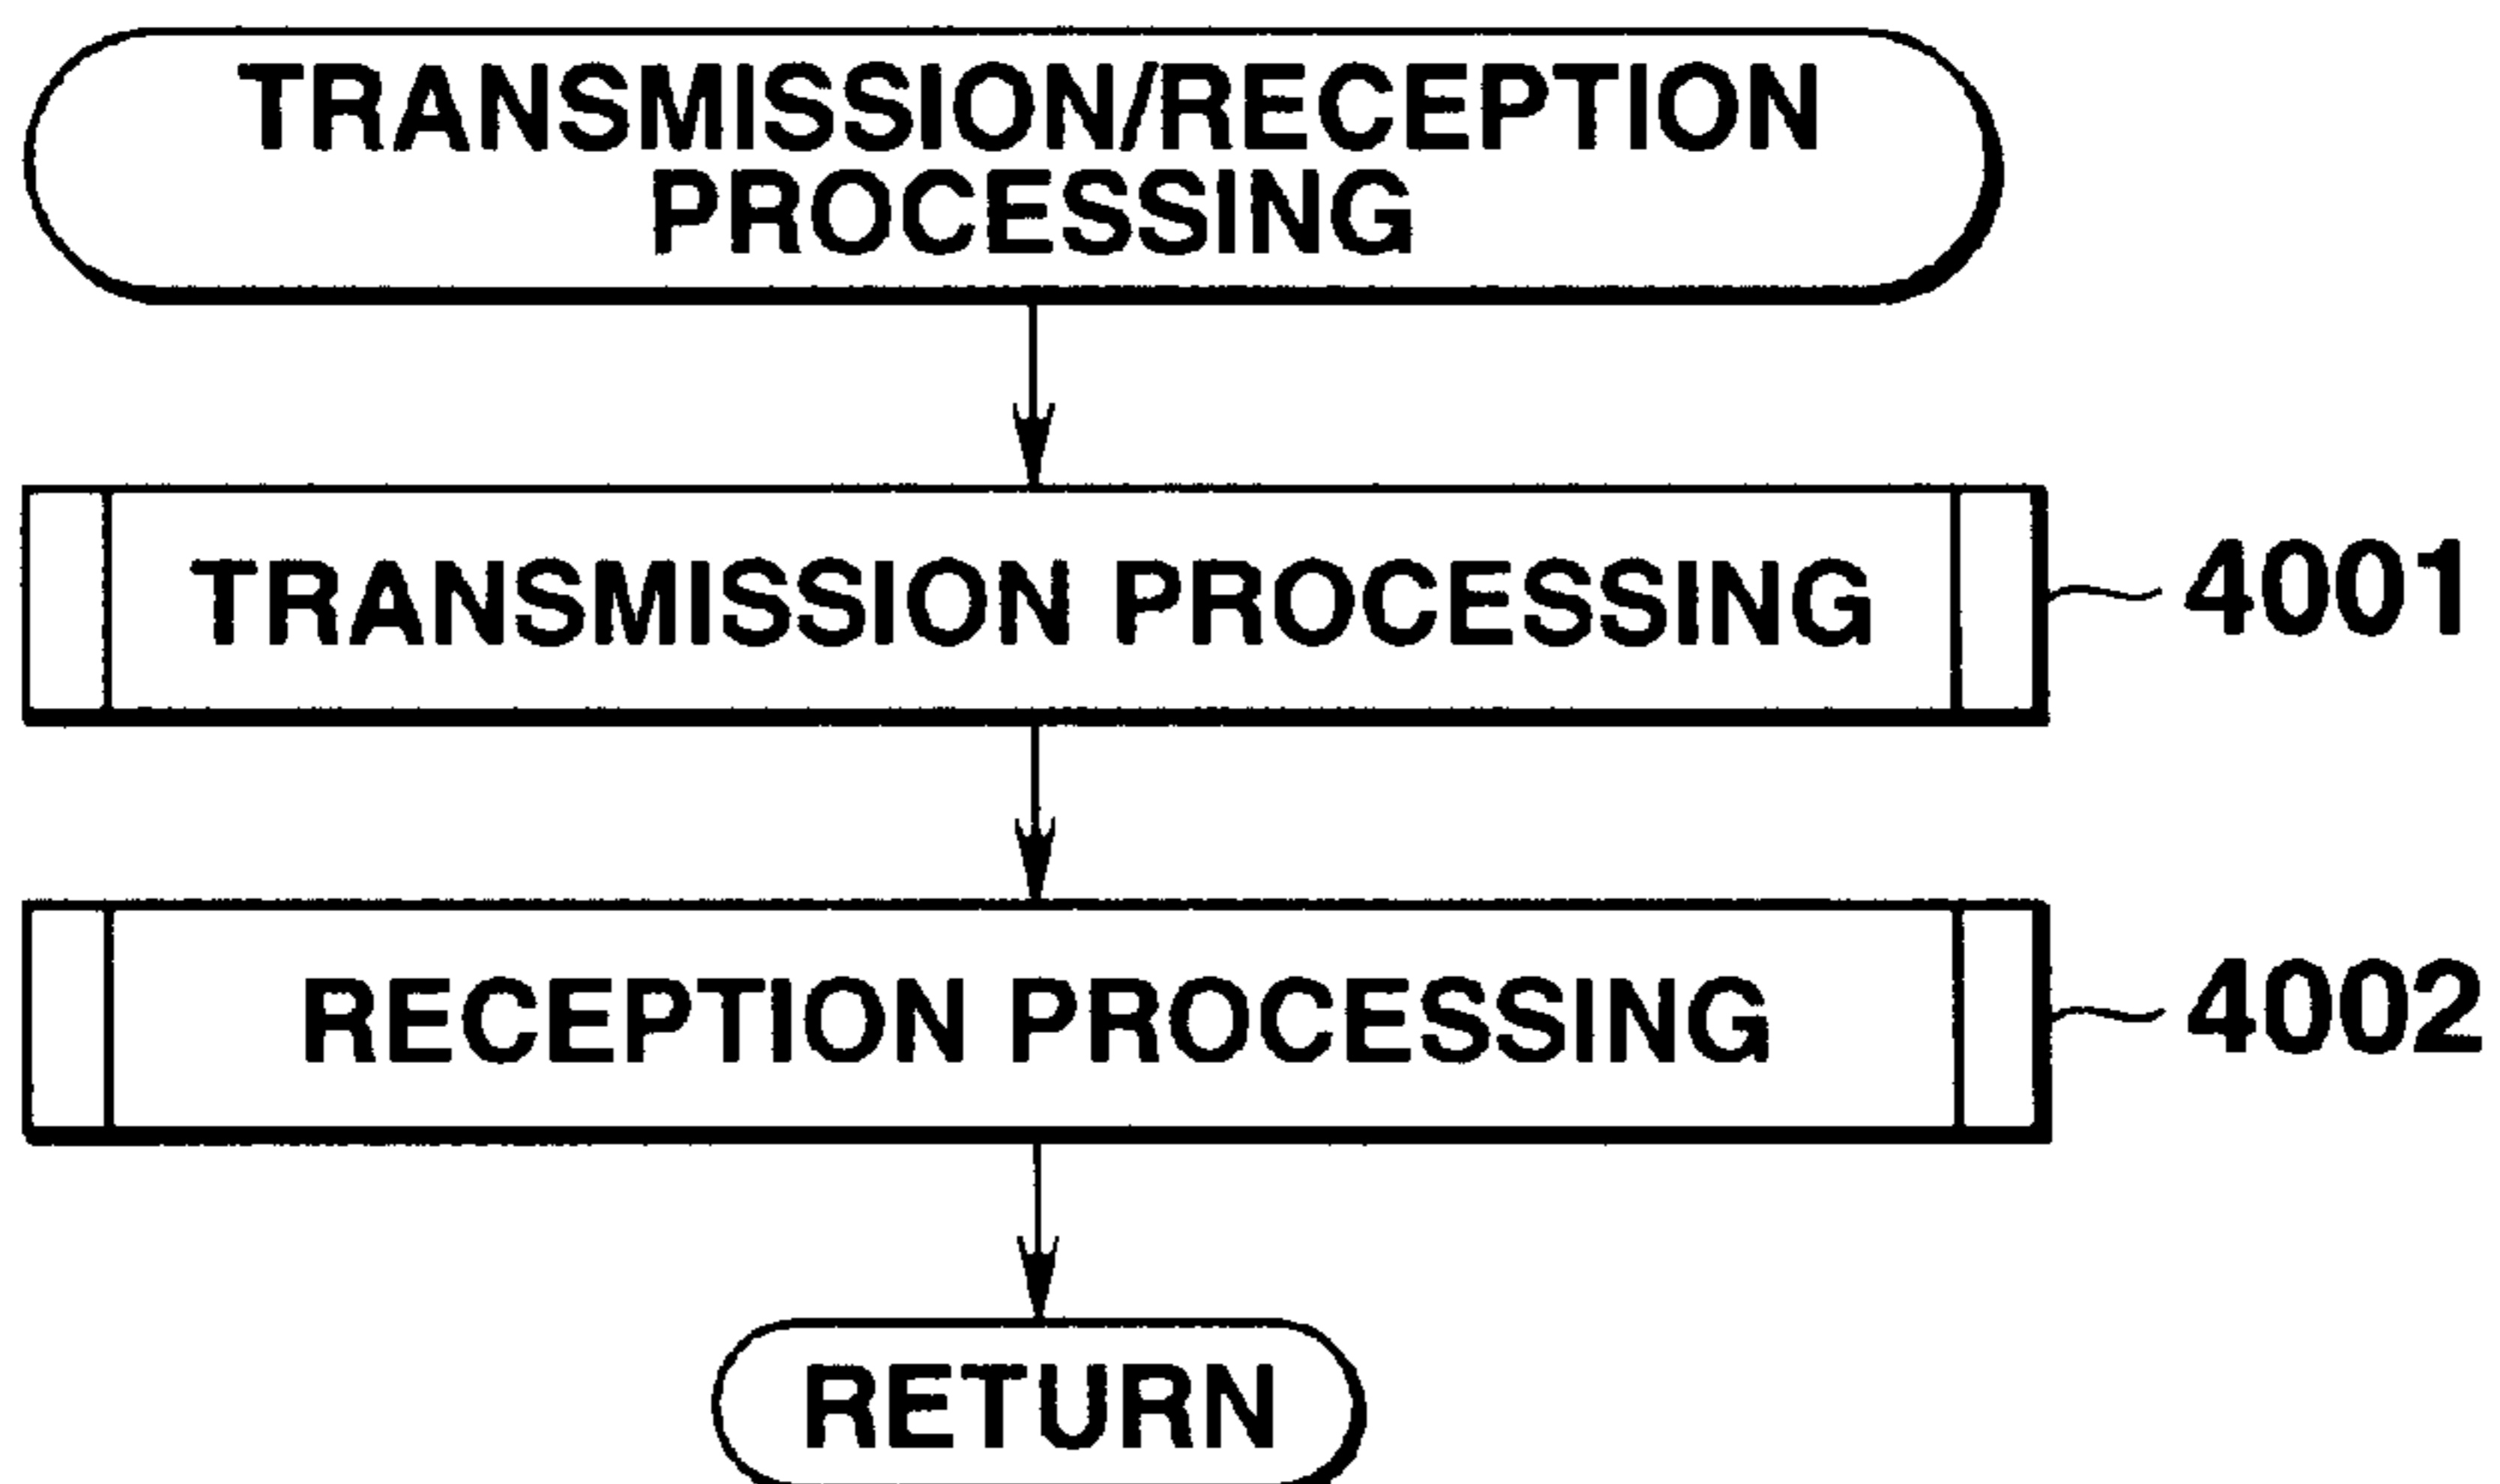 TRANSMISSION/RECEPTION
PROCESSING
TRANSMISSION PROCESSING
4001
RECEPTION PROCESSING
4002
RETURN